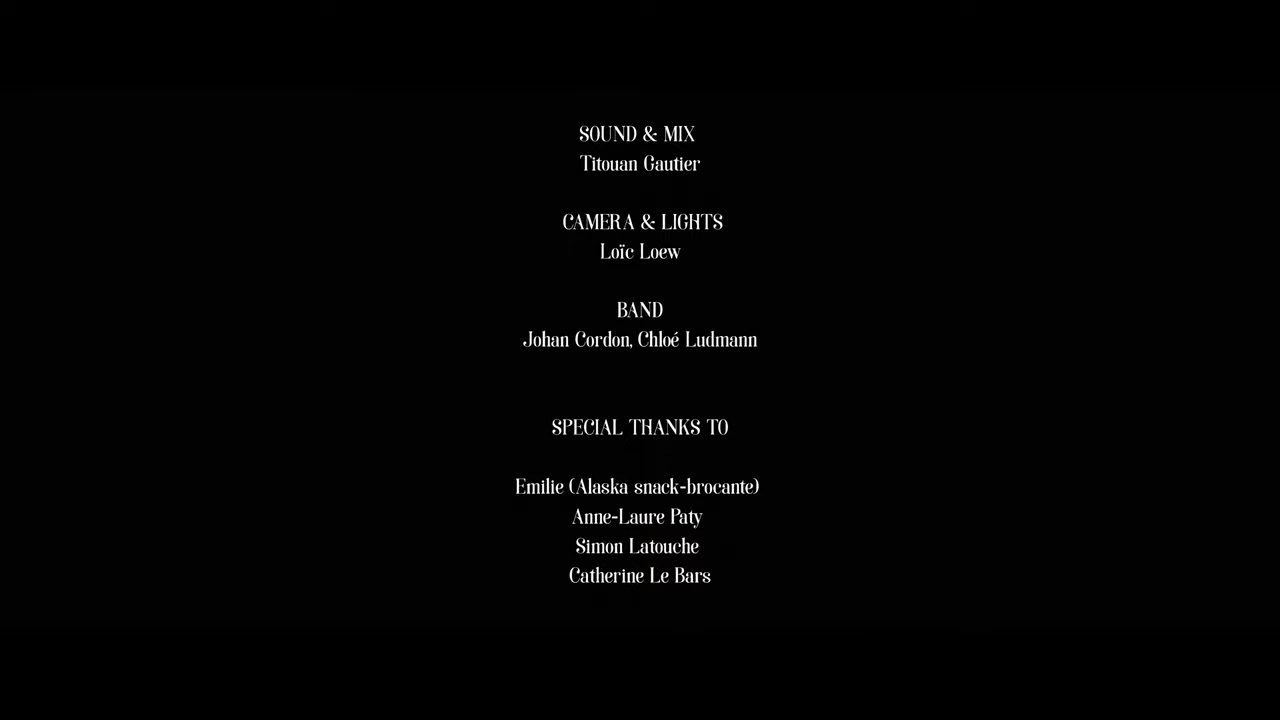 SOUND & MIX
Titouan Gautier
CAMERA & LIGHTS
Loïc Loew
BAND
Johan Cordon, Chloé Ludmann
SPECIAL THANKS TO
Emilie (Alaska snack-brocante)
Anne-Laure Paty
Simon Latouche
Catherine Le Bars